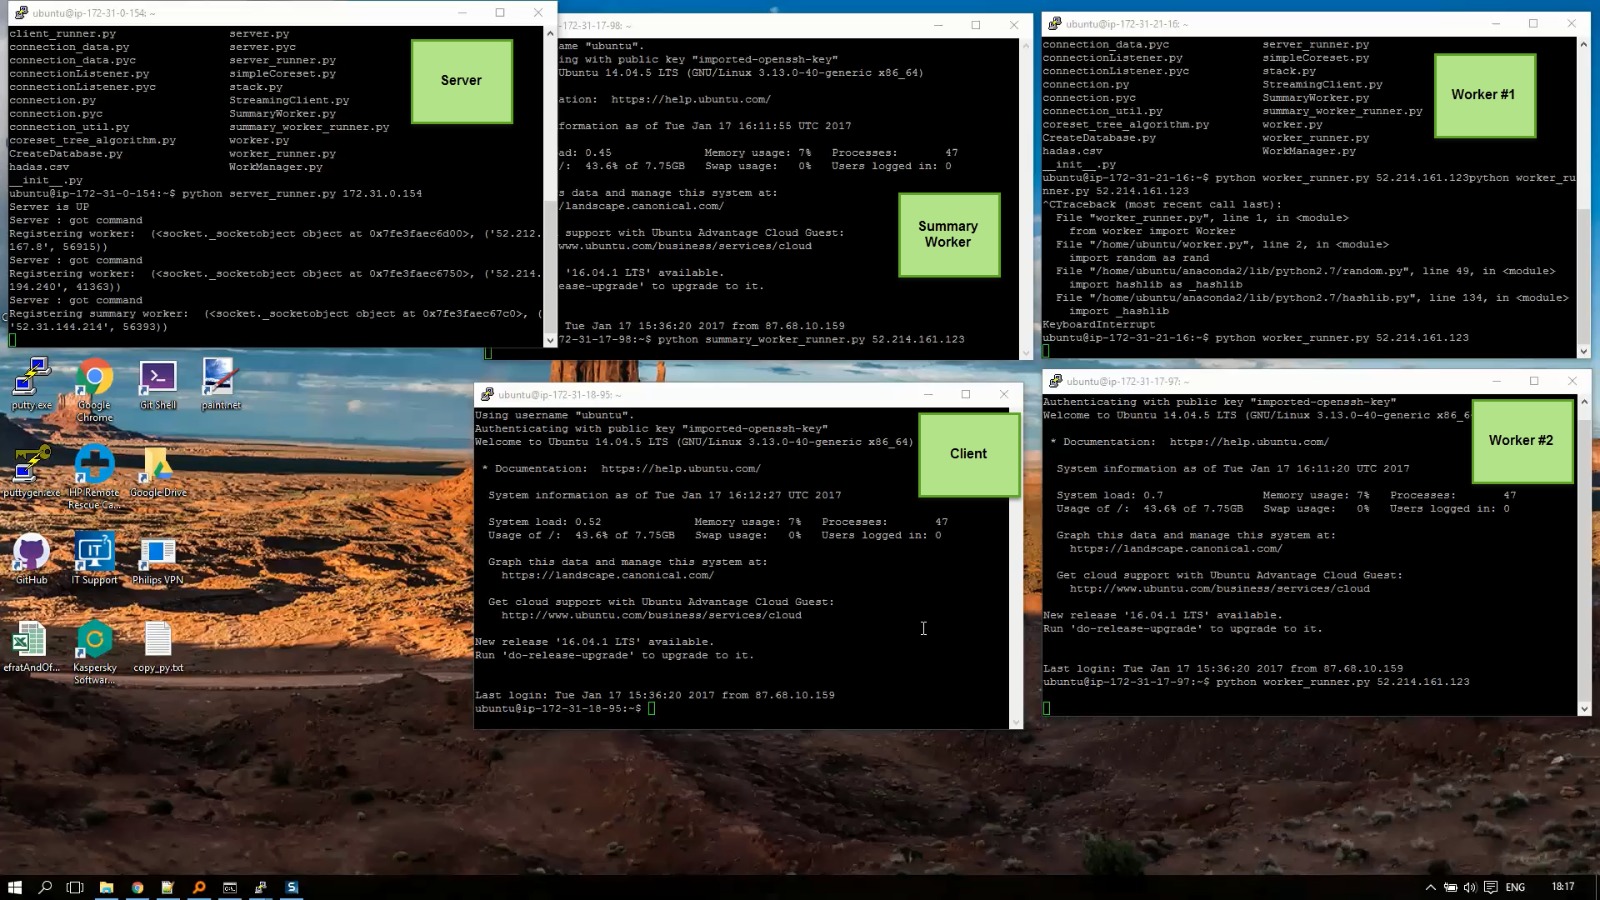 ubuntu@ip-172-31-0-154: ~
client_runner.py server.py
connection_data.py server.pyc
connection_data.pyc server_runner.py
connectionListener.py simpleCoreset.py
connectionListener.pyc stack.py
connection.py StreamingClient.py
connection.pyc SummaryWorker.py
connection_util.py summary_worker_runner.py
coreset_tree_algorithm.py worker.py
CreateDatabase.py worker_runner.py
hadas.csv WorkManager.py
__init__.py
ubuntu@ip-172-31-0-154:~$ python server_runner.py 172.31.0.154
Server is UP
Server : got command
Registering worker:  (<socket._socketobject object at 0x7fe3faec6d00>, ('52.212.
167.8', 56915))
Server : got command
Registering worker:  (<socket._socketobject object at 0x7fe3faec6750>, ('52.214.
194.240', 41363))
Server : got command
Registering summary worker:  (<socket._socketobject object at 0x7fe3faec67c0>, (
'52.31.144.214', 56393))
Server
-172-31-17-98: ~
ame "ubuntu".
ing with public key "imported-openssh-key"
Ubuntu 14.04.5 LTS (GNU/Linux 3.13.0-40-generic x86_64)
ation:  https://help.ubuntu.com/
formation as of Tue Jan 17 16:11:55 UTC 2017
ad: 0.45 Memory usage: 7% Processes: 47
/: 43.6% of 7.75GB Swap usage: 0% Users logged in: 0
s data and manage this system at:
/landscape.canonical.com/
support with Ubuntu Advantage Cloud Guest:
www.ubuntu.com/business/services/cloud
'16.04.1 LTS' available.
ease-upgrade' to upgrade to it.
Tue Jan 17 15:36:20 2017 from 87.68.10.159
31-17-98:~$ python summary_worker_runner.py 52.214.161.123
Summary
Worker
ubuntu@ip-172-31-21-16: ~
connection_data.pyc server_runner.py
connectionListener.py simpleCoreset.py
connectionListener.pyc stack.py
connection.py StreamingClient.py
connection.pyc SummaryWorker.py
connection_util.py summary_worker_runner.py
coreset_tree_algorithm.py worker.py
CreateDatabase.py worker_runner.py
hadas.csv WorkManager.py
__init__.py
ubuntu@ip-172-31-21-16:~$ python worker_runner.py 52.214.161.123python worker_ru
nner.py 52.214.161.123
^CTraceback (most recent call last):
File "worker_runner.py", line 1, in <module>
from worker import Worker
File "/home/ubuntu/worker.py", line 2, in <module>
import random as rand
File "/home/ubuntu/anaconda2/lib/python2.7/random.py", line 49, in <module>
import hashlib as _hashlib
File "/home/ubuntu/anaconda2/lib/python2.7/hashlib.py", line 134, in <module>
import _hashlib
KeyboardInterrupt
ubuntu@ip-172-31-21-16:~$ python worker_runner.py 52.214.161.123
Worker #1
putty.exe
Google
Chrome
Git Shell
paintnet
puttygen.exe
HP Remote
Rescue Ca...
Google Drive
GitHub
IT Support
Philips VPN
efratAndOf...
Kaspersky
Softwar...
copy_py.txt
ubuntu@ip-172-31-18-95: ~
Using username "ubuntu".
Authenticating with public key "imported-openssh-key"
Welcome to Ubuntu 14.04.5 LTS (GNU/Linux 3.13.0-40-generic x86_64)
* Documentation:  https://help.ubuntu.com/
System information as of Tue Jan 17 16:12:27 UTC 2017
System load: 0.52 Memory usage: 7% Processes: 47
Usage of /: 43.6% of 7.75GB Swap usage: 0% Users logged in: 0
Graph this data and manage this system at:
https://landscape.canonical.com/
Get cloud support with Ubuntu Advantage Cloud Guest:
http://www.ubuntu.com/business/services/cloud
New release '16.04.1 LTS' available.
Run 'do-release-upgrade' to upgrade to it.
Last login: Tue Jan 17 15:36:20 2017 from 87.68.10.159
ubuntu@ip-172-31-18-95:~$
Client
ubuntu@ip-172-31-17-97: ~
Authenticating with public key "imported-openssh-key"
Welcome to Ubuntu 14.04.5 LTS (GNU/Linux 3.13.0-40-generic x86_6
* Documentation:  https://help.ubuntu.com/
System information as of Tue Jan 17 16:11:20 UTC 2017
System load: 0.7 Memory usage: 7% Processes: 47
Usage of /: 43.6% of 7.75GB Swap usage: 0% Users logged in: 0
Graph this data and manage this system at:
https://landscape.canonical.com/
Get cloud support with Ubuntu Advantage Cloud Guest:
http://www.ubuntu.com/business/services/cloud
New release '16.04.1 LTS' available.
Run 'do-release-upgrade' to upgrade to it.
Last login: Tue Jan 17 15:36:20 2017 from 87.68.10.159
ubuntu@ip-172-31-17-97:~$ python worker_runner.py 52.214.161.123
Worker #2
ENG
18:17